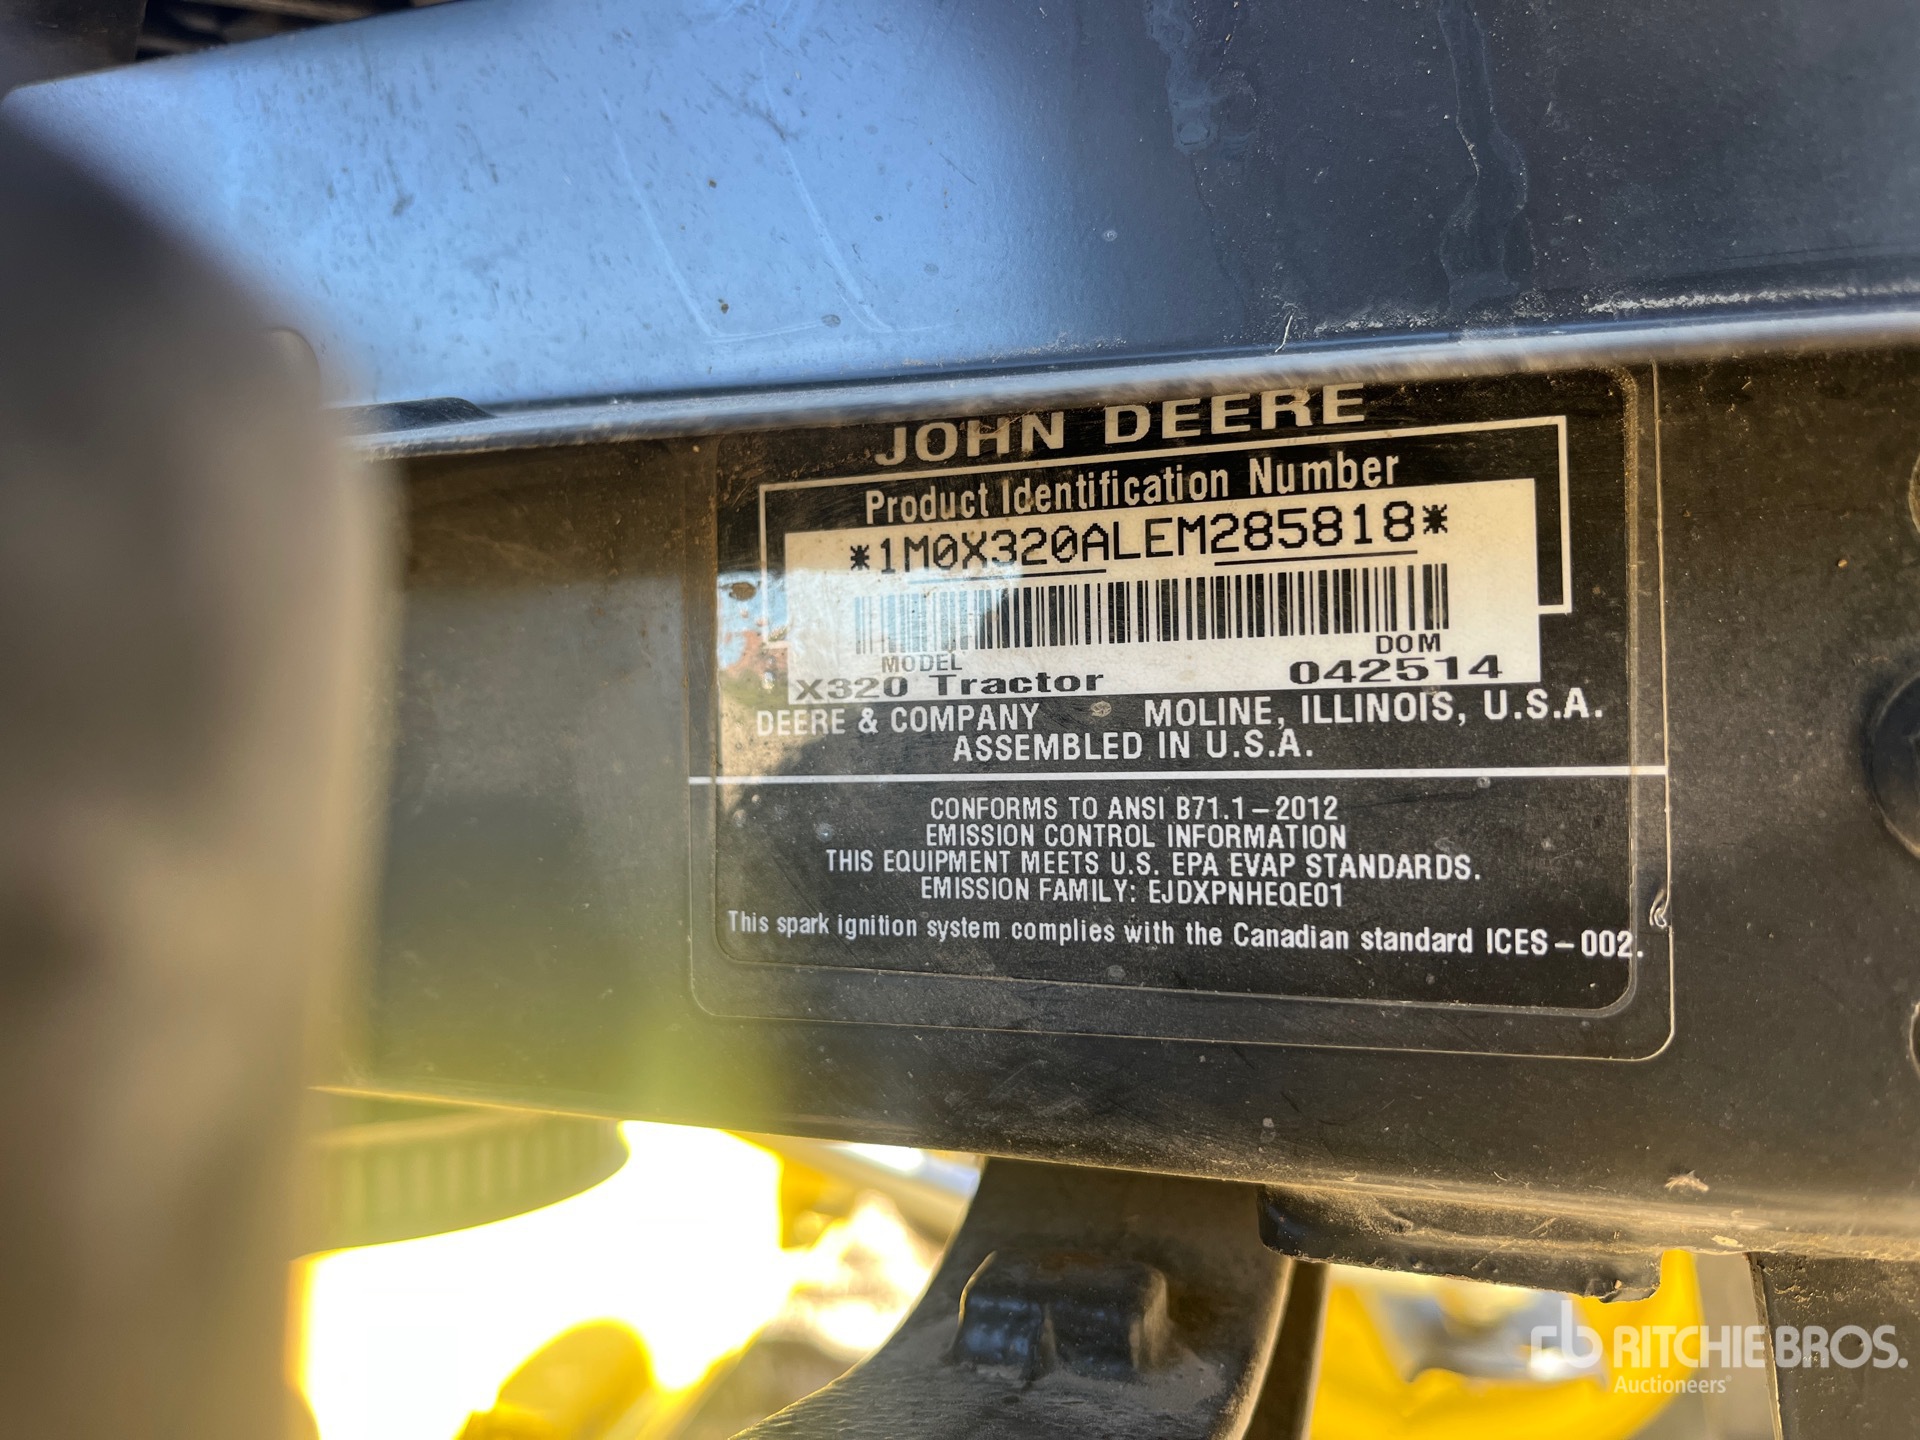 JOHN DEERE
Product Identification Number
*1M0X320ALEM285818*
MODEL
DOM
X320 Tractor
042514
DEERE & COMPANY MOLINE, ILLINOIS, U.S.A.
ASSEMBLED IN U.S.A.
CONFORMS TO ANSI B71.1-2012
EMISSION CONTROL INFORMATION
THIS EQUIPMENT MEETS U.S. EPA EVAP STANDARDS.
EMISSION FAMILY: EJDXPNHEQE01
This spark ignition system complies with the Canadian standard ICES-002.
rb RITCHIE BROS.
Auctioneers